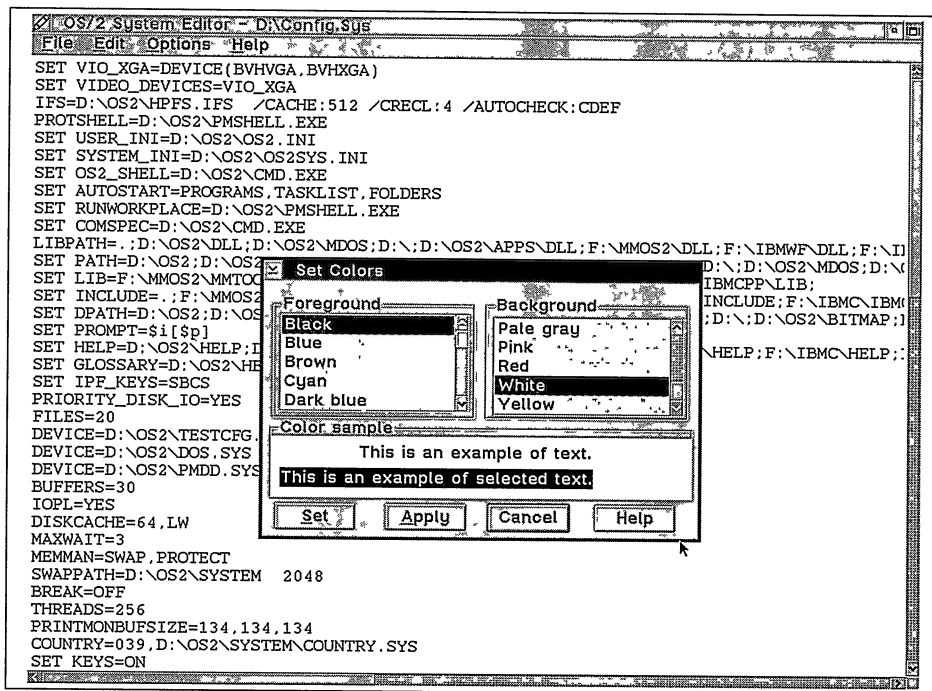 OS/2 System Editor - D:\Config.Sys
File Edit Options Help
SET VIO_XGA=DEVICE(BVHVGA,BVHXGA)
SET VIDEO_DEVICES=VIO_XGA
IFS=D:\OS2\HPFS.IFS /CACHE:512 /CRECL:4 /AUTOCHECK:CDEF
PROTSHELL=D:\OS2\PMSHELL.EXE
SET USER_INI=D:\OS2\OS2.INI
SET SYSTEM_INI=D:\OS2\OS2SYS.INI
SET OS2_SHELL=D:\OS2\CMD.EXE
SET AUTOSTART=PROGRAMS,TASKLIST,FOLDERS
SET RUNWORKPLACE=D:\OS2\PMSHELL.EXE
SET COMSPEC=D:\OS2\CMD.EXE
LIBPATH=.;D:\OS2\DLL;D:\OS2\MDOS;D:\;D:\OS2\APPS\DLL;F:\MMOS2\DLL;F:\IBMWF\DLL;F:\I
SET PATH=D:\OS2;D:\OS2 D:\;D:\OS2\MDOS;D:\
SET LIB=F:\MMOS2\MMTOO IBMCPP\LIB;
SET INCLUDE=.;F:\MMOS2 INCLUDE;F:\IBMC\IBM
SET DPATH=D:\OS2;D:\OS ;D:\;D:\OS2\BITMAP;
SET PROMPT=$i[$p]
SET HELP=D;\OS2\HELP; \HELP;F:\IBMC\HELP;
SET GLOSSARY=D:\OS2\HE
SET IPF_KEYS=SBCS
PRIORITY_DISK_IO=YES
FILES=20
DEVICE=D:\OS2\TESTCFG.
DEVICE=D:\OS2\DOS.SYS
DEVICE=D:\OS2\PMDD.SYS
BUFFERS=30
IOPL=YES
DISKCACHE=64,LW
MAXWAIT=3
MEMMAN=SWAP,PROTECT
SWAPPATH=D:\OS2\SYSTEM 2048
BREAK=OFF
THREADS=256
PRINTMONBUFSIZE=134,134,134
COUNTRY=039,D:\OS2\SYSTEM\COUNTRY.SYS
SET KEYS=ON
Set Colors
Foreground
Black
Blue
Brown
Cyan
Dark blue
Background
Pale gray
Pink
Red
White
Yellow
Color sample
This is an example of text.
This is an example of selected text.
Set Apply Cancel Help